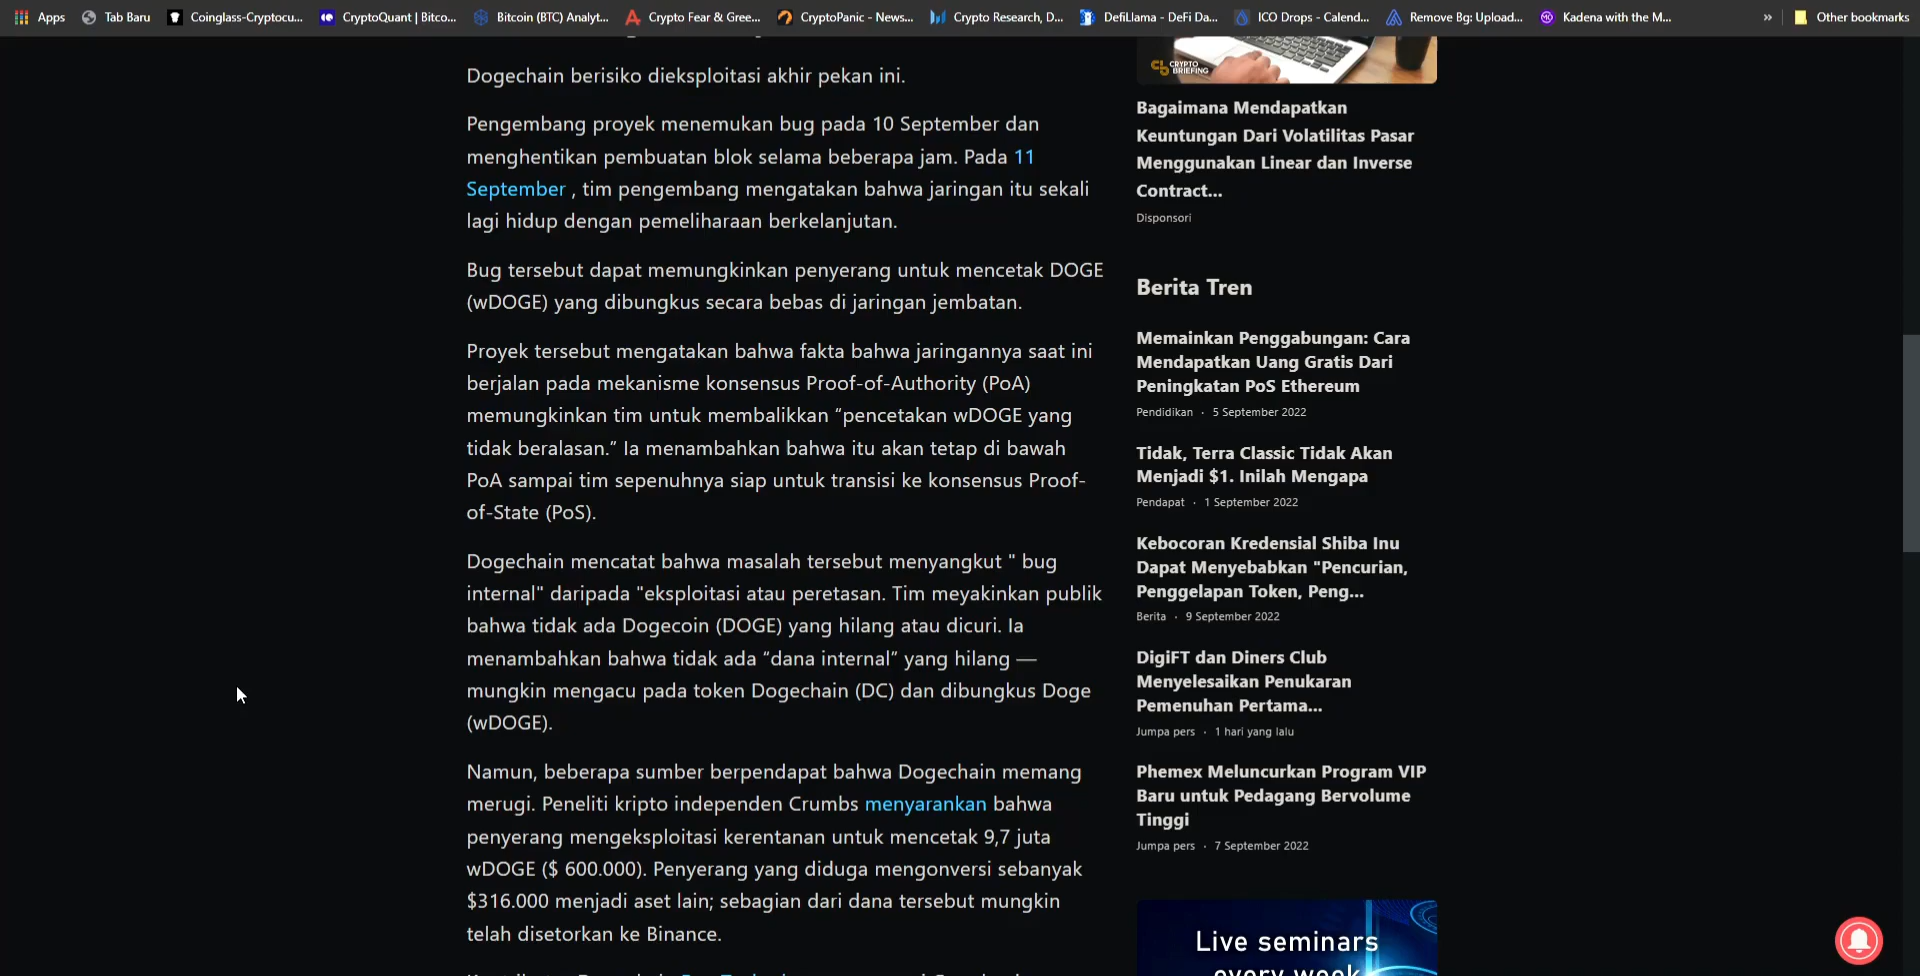 Apps
Tab Baru
Coinglass-Cryptocu...
CryptoQuant | Bitco...
Bitcoin (BTC) Analyt...
Crypto Fear & Gree...
CryptoPanic - News...
Crypto Research, D...
DefiLlama - DeFi Da...
ICO Drops - Calend...
Remove Bg: Upload...
Kadena with the M...
»
Other bookmarks
Dogechain berisiko dieksploitasi akhir pekan ini.
Pengembang proyek menemukan bug pada 10 September dan
menghentikan pembuatan blok selama beberapa jam. Pada 11
September , tim pengembang mengatakan bahwa jaringan itu sekali
lagi hidup dengan pemeliharaan berkelanjutan.
Bug tersebut dapat memungkinkan penyerang untuk mencetak DOGE
(wDOGE) yang dibungkus secara bebas di jaringan jembatan.
Proyek tersebut mengatakan bahwa fakta bahwa jaringannya saat ini
berjalan pada mekanisme konsensus Proof-of-Authority (PoA)
memungkinkan tim untuk membalikkan “pencetakan wDOGE yang
tidak beralasan.” Ia menambahkan bahwa itu akan tetap di bawah
PoA sampai tim sepenuhnya siap untuk transisi ke konsensus Proof-
of-State (PoS).
Dogechain mencatat bahwa masalah tersebut menyangkut " bug
internal" daripada "eksploitasi atau peretasan. Tim meyakinkan publik
bahwa tidak ada Dogecoin (DOGE) yang hilang atau dicuri. Ia
menambahkan bahwa tidak ada “dana internal” yang hilang —
mungkin mengacu pada token Dogechain (DC) dan dibungkus Doge
(wDOGE).
Namun, beberapa sumber berpendapat bahwa Dogechain memang
merugi. Peneliti kripto independen Crumbs menyarankan bahwa
penyerang mengeksploitasi kerentanan untuk mencetak 9,7 juta
wDOGE ($ 600.000). Penyerang yang diduga mengonversi sebanyak
$316.000 menjadi aset lain; sebagian dari dana tersebut mungkin
telah disetorkan ke Binance.
CRYPTO
BRIEFING
Bagaimana Mendapatkan
Keuntungan Dari Volatilitas Pasar
Menggunakan Linear dan Inverse
Contract...
Disponsori
Berita Tren
Memainkan Penggabungan: Cara
Mendapatkan Uang Gratis Dari
Peningkatan PoS Ethereum
Pendidikan · 5 September 2022
Tidak, Terra Classic Tidak Akan
Menjadi $1. Inilah Mengapa
Pendapat · 1 September 2022
Kebocoran Kredensial Shiba Inu
Dapat Menyebabkan "Pencurian,
Penggelapan Token, Peng...
Berita · 9 September 2022
DigiFT dan Diners Club
Menyelesaikan Penukaran
Pemenuhan Pertama...
Jumpa pers · 1 hari yang lalu
Phemex Meluncurkan Program VIP
Baru untuk Pedagang Bervolume
Tinggi
Jumpa pers · 7 September 2022
Live seminars
every week